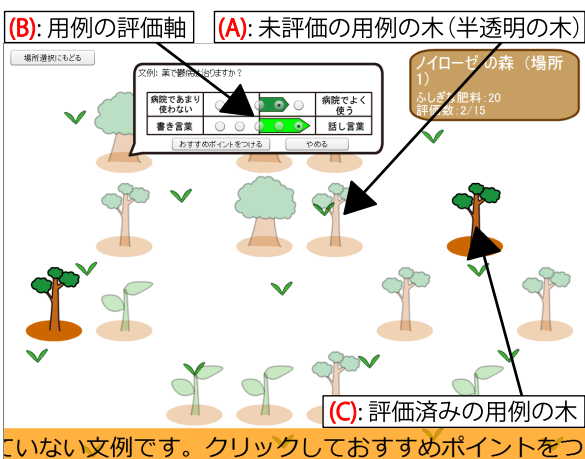 (B): 用例の評価軸
(A): 未評価の用例の木(半透明の木)
場所選択にもどる
文例: 薬で鬱病は治りますか?
病院であまり
使わない
病院でよく
使う
書き言葉
話し言葉
おすすめポイントをつける
やめる
ノイローゼの森 (場所
1)
ふしぎな肥料:20
評価数:2/15
(C): 評価済みの用例の木
ていない文例です。クリックしておすすめポイントをつ